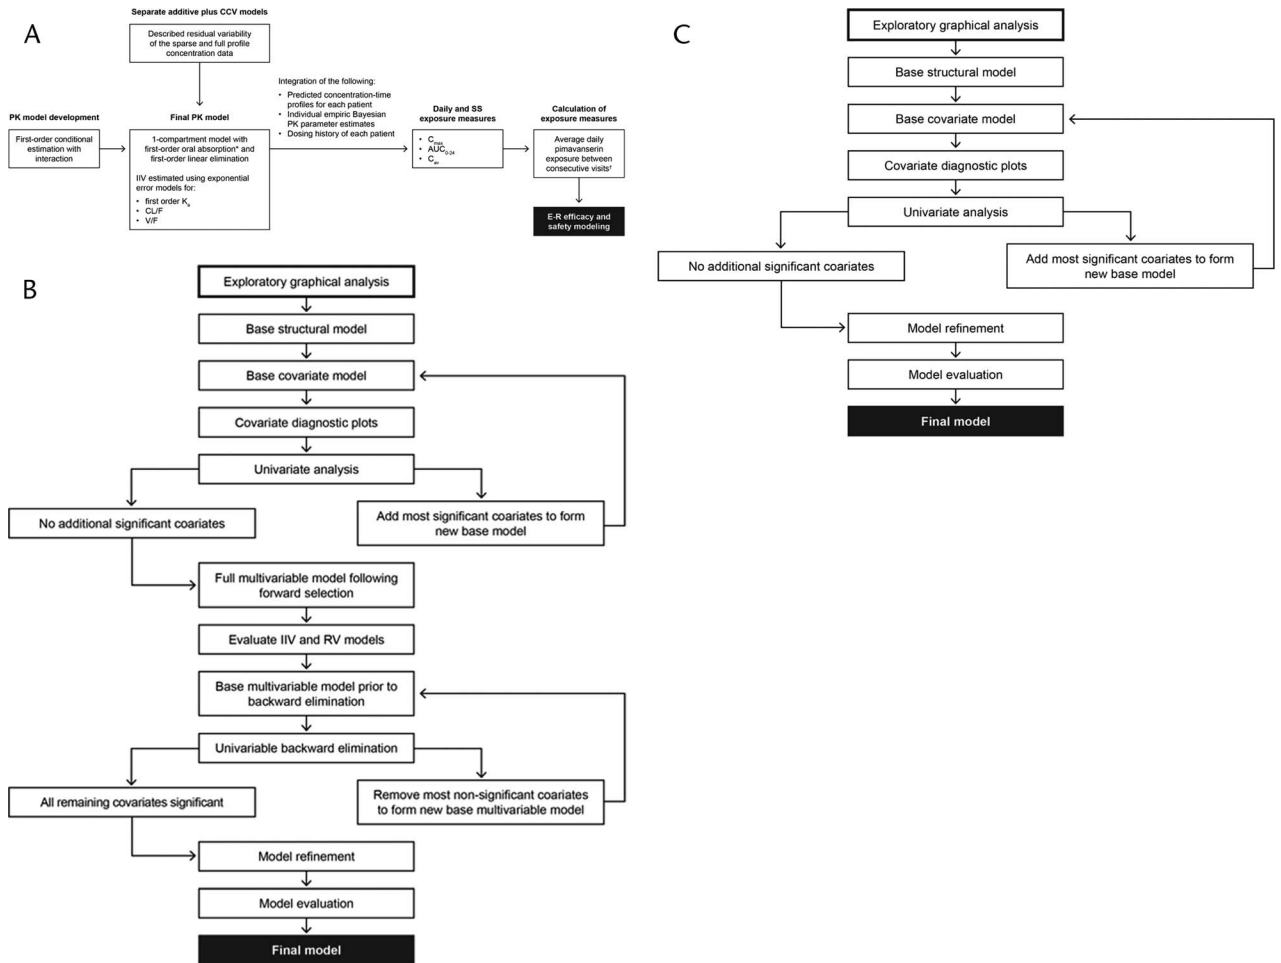 A
Separate additive plus CCV models
Described residual variability
of the sparse and full profile
concentration data
PK model development
First-order conditional
estimation with
interaction
Final PK model
1-compartment model with
first-order oral absorption* and
first-order linear elimination
IIV estimated using exponential
error models for:
• first order Ka
• CL/F
• V/F
Integration of the following:
• Predicted concentration-time
profiles for each patient
• Individual empiric Bayesian
PK parameter estimates
• Dosing history of each patient
Daily and SS
exposure measures
• Cmax
• AUC0-24
• Cav
Calculation of
exposure measures
Average daily
pimavanserin
exposure between
consecutive visits†
E-R efficacy and
safety modeling
B
Exploratory graphical analysis
Base structural model
Base covariate model
Covariate diagnostic plots
Univariate analysis
No additional significant coariates
Add most significant coariates to form
new base model
Full multivariable model following
forward selection
Evaluate IIV and RV models
Base multivariable model prior to
backward elimination
Univariable backward elimination
All remaining covariates significant
Remove most non-significant coariates
to form new base multivariable model
Model refinement
Model evaluation
Final model
C
Exploratory graphical analysis
Base structural model
Base covariate model
Covariate diagnostic plots
Univariate analysis
No additional significant coariates
Add most significant coariates to form
new base model
Model refinement
Model evaluation
Final model